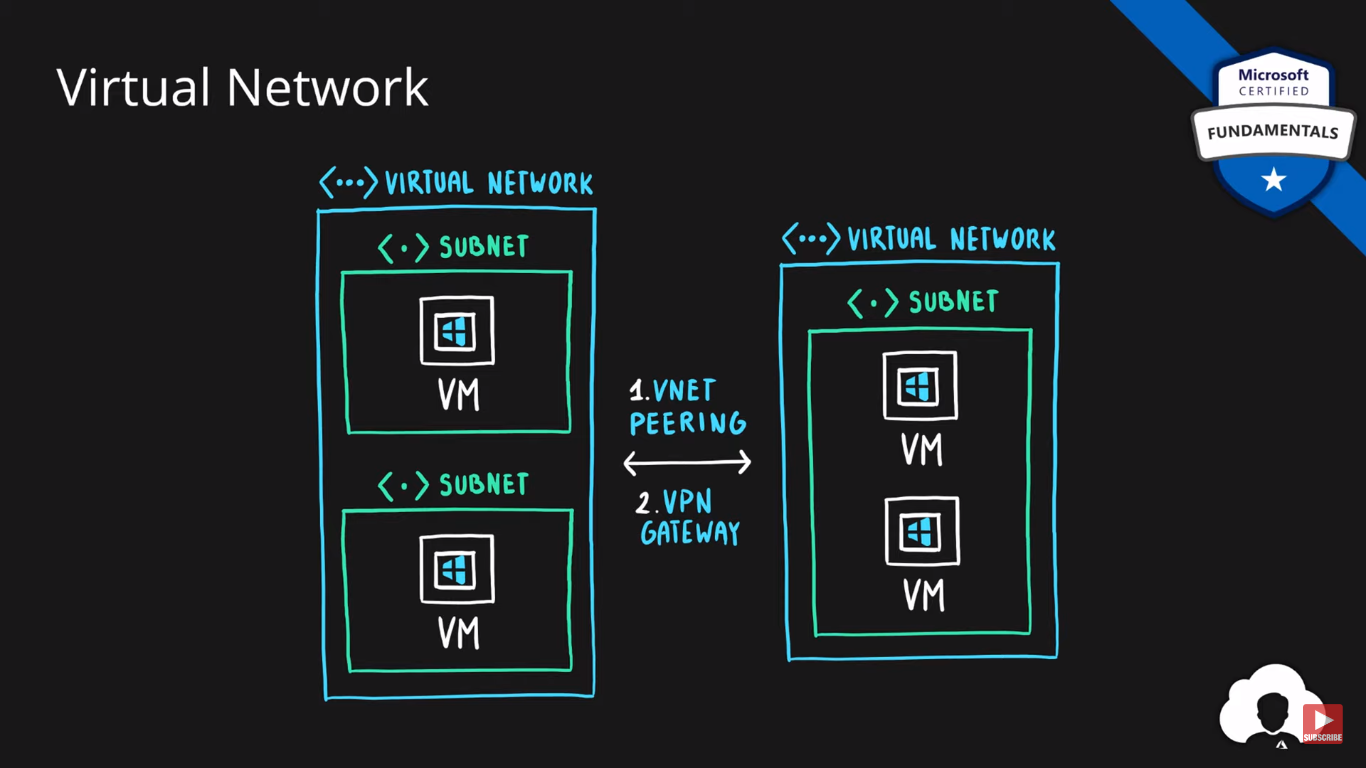 Virtual Network
Microsoft
CERTIFIED
FUNDAMENTALS
<···> VIRTUAL NETWORK
<·> SUBNET
VM
<·> SUBNET
VM
1. VNET
PEERING
2. VPN
GATEWAY
<···> VIRTUAL NETWORK
<·> SUBNET
VM
VM
SUBSCRIBE